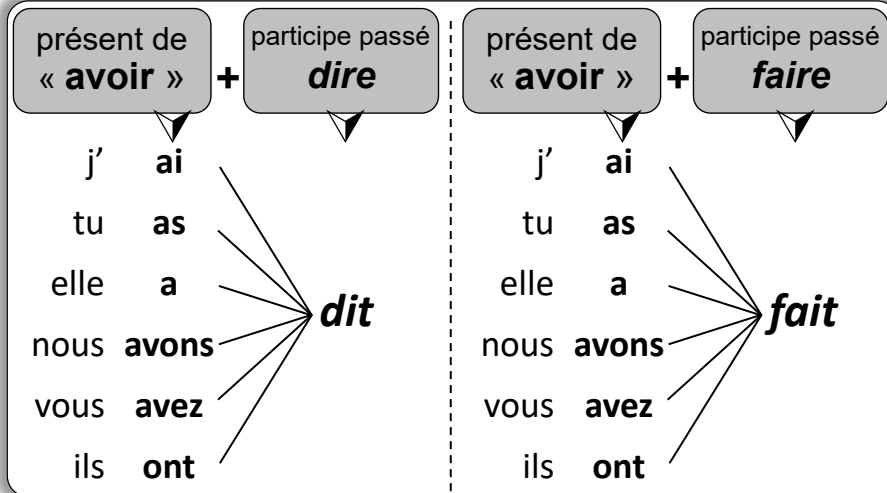 présent de
« avoir »
+
participe passé
dire
j’ ai
tu as
elle a
nous avons
vous avez
ils ont
dit
présent de
« avoir »
+
participe passé
faire
j’ ai
tu as
elle a
nous avons
vous avez
ils ont
fait